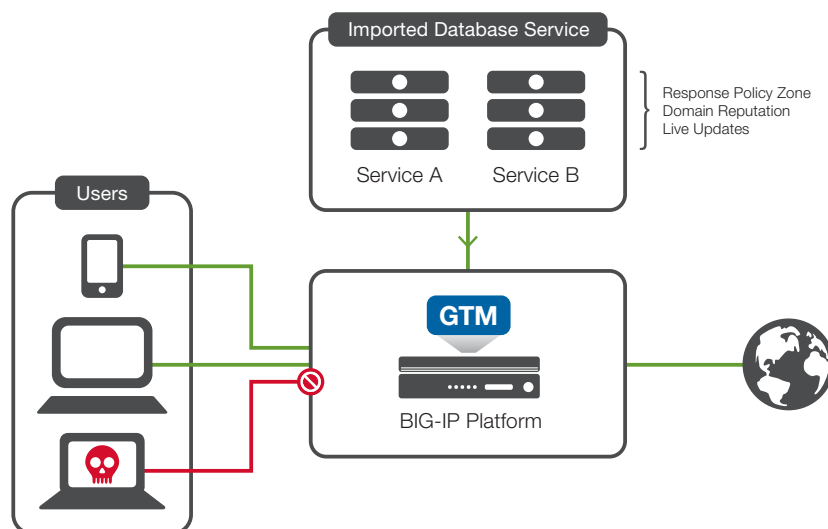 Imported Database Service
Response Policy Zone
Domain Reputation
Live Updates
Service A
Service B
Users
GTM
BIG-IP Platform